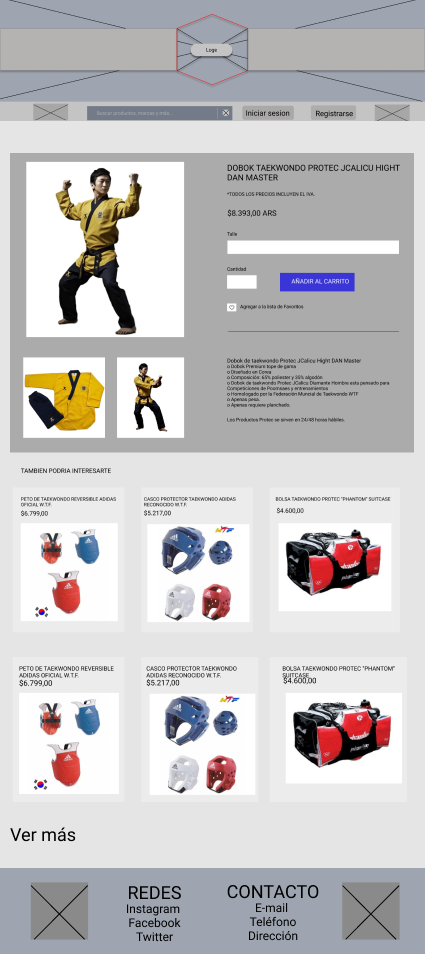 Logo
Buscar productos, marcas y más...
Iniciar sesion
Registrarse
DOBOK TAEKWONDO PROTEC JCALICU HIGHT
DAN MASTER
*TODOS LOS PRECIOS INCLUYEN EL IVA.
$8.393,00 ARS
Talle
Cantidad
AÑADIR AL CARRITO
Agregar a la lista de Favoritos
Dobok de taekwondo Protec JCalicu Hight DAN Master
o Dobok Premium tope de gama
o Diseñado en Corea
o Composición: 65% poliester y 35% algodón
o Dobok de taekwondo Protec JCalicu Diamante Hombre esta pensado para
Competiciones de Poomsaes y entrenamientos
o Homologado por la Federación Mundial de Taekwondo WTF
o Apenas pesa.
o Apenas requiere planchado.
Los Productos Protec se sirven en 24/48 horas hábiles.
TAMBIEN PODRIA INTERESARTE
PETO DE TAEKWONDO REVERSIBLE ADIDAS
OFICIAL W.T.F.
$6.799,00
CASCO PROTECTOR TAEKWONDO ADIDAS
RECONOCIDO W.T.F.
$5.217,00
WTF
BOLSA TAEKWONDO PROTEC "PHANTOM" SUITCASE
$4.600,00
PETO DE TAEKWONDO REVERSIBLE
ADIDAS OFICIAL W.T.F.
$6.799,00
CASCO PROTECTOR TAEKWONDO
ADIDAS RECONOCIDO W.T.F.
$5.217,00
WTF
BOLSA TAEKWONDO PROTEC "PHANTOM"
SUITCASE
$4.600,00
Ver más
REDES
Instagram
Facebook
Twitter
CONTACTO
E-mail
Teléfono
Dirección